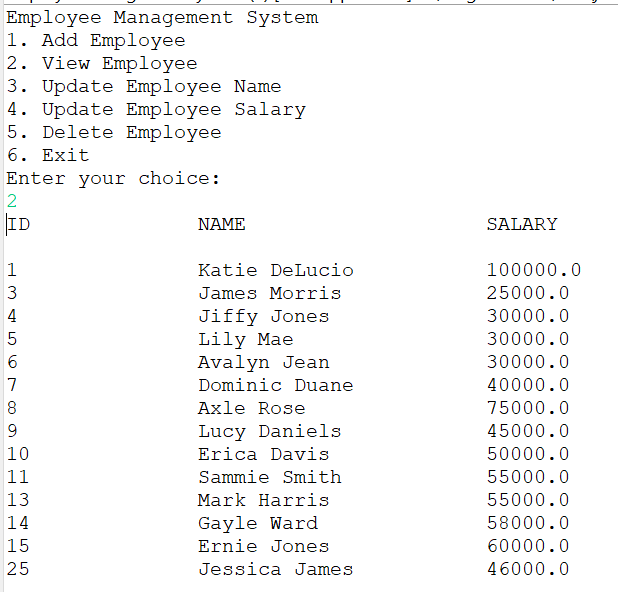 Employee Management System
1. Add Employee
2. View Employee
3. Update Employee Name
4. Update Employee Salary
5. Delete Employee
6. Exit
Enter your choice:
2
ID NAME SALARY
1 Katie DeLucio 100000.0
3 James Morris 25000.0
4 Jiffy Jones 30000.0
5 Lily Mae 30000.0
6 Avalyn Jean 30000.0
7 Dominic Duane 40000.0
8 Axle Rose 75000.0
9 Lucy Daniels 45000.0
10 Erica Davis 50000.0
11 Sammie Smith 55000.0
13 Mark Harris 55000.0
14 Gayle Ward 58000.0
15 Ernie Jones 60000.0
25 Jessica James 46000.0